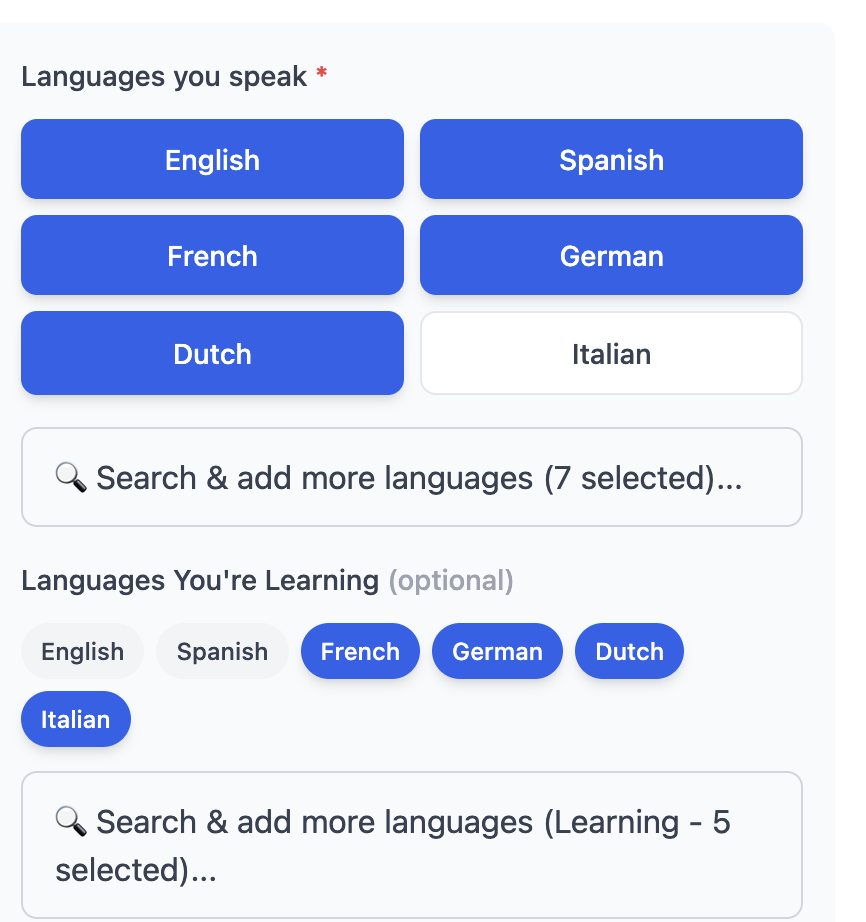 Languages you speak *
English Spanish
French German
Dutch Italian
🔍 Search & add more languages (7 selected)...
Languages You're Learning (optional)
English Spanish French German Dutch
Italian
🔍 Search & add more languages (Learning - 5
selected)...